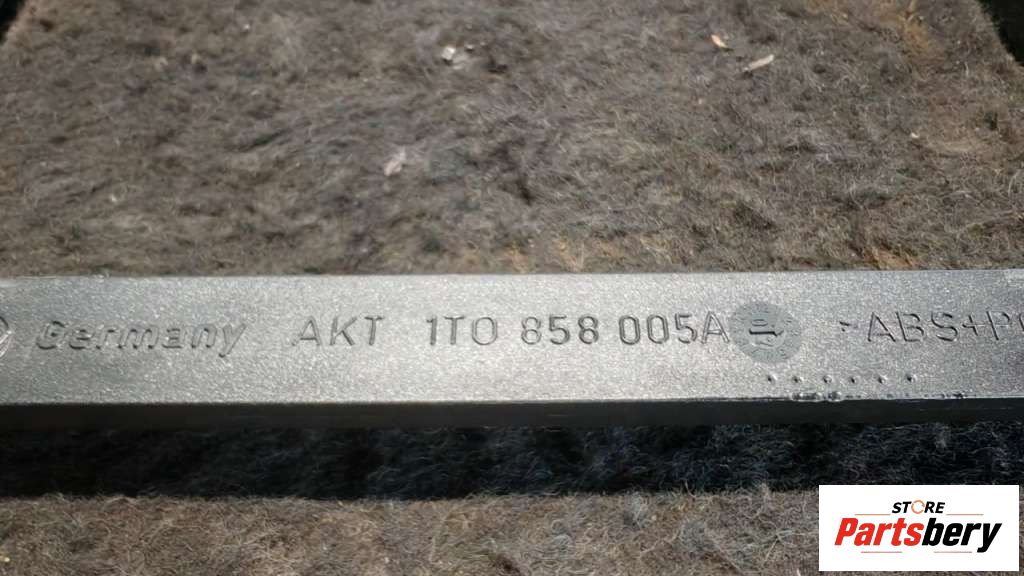 Germany AKT 1T0 858 005A >ABS+P
STORE
Partsbery